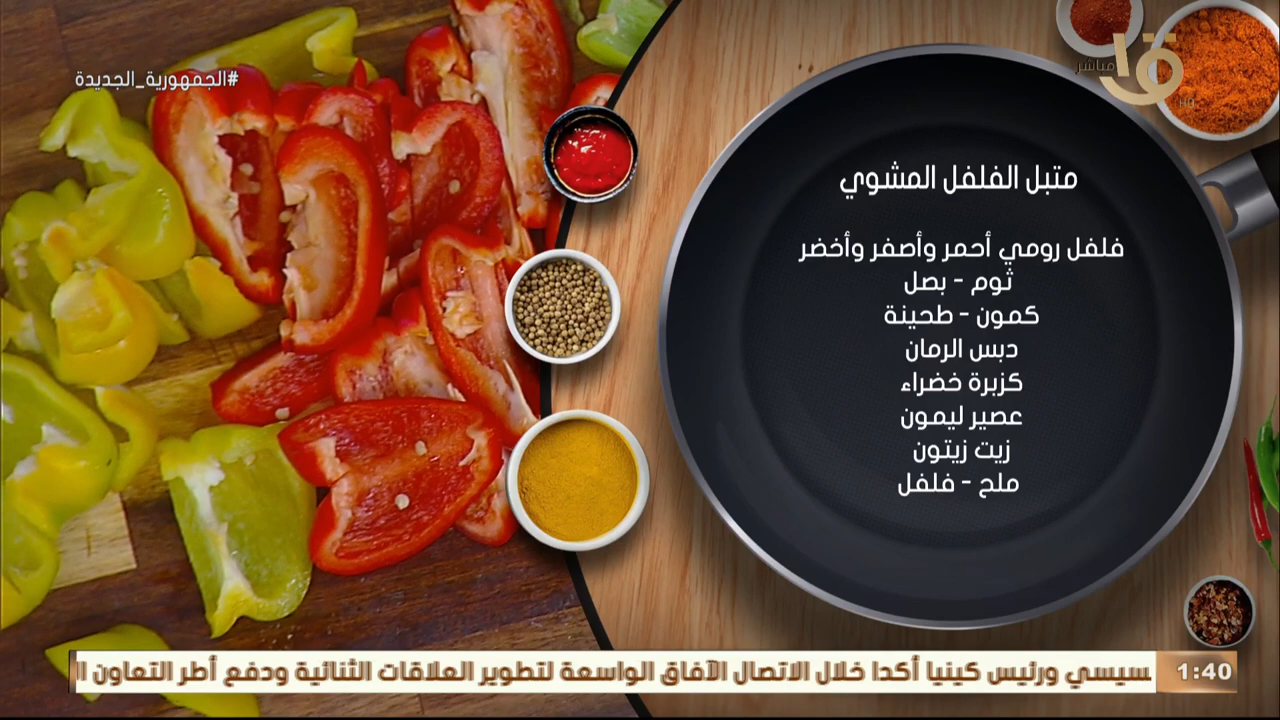 #الجمهورية_الجديدة
مباشر
HD
متبل الفلفل المشوي
فلفل رومي أحمر وأصفر وأخضر
ثوم - بصل
كمون - طحينة
دبس الرمان
كزبرة خضراء
عصير ليمون
زيت زيتون
ملح - فلفل
سيسي ورئيس كينيا أكدا خلال الاتصال الآفاق الواسعة لتطوير العلاقات الثنائية ودفع أطر التعاون ا
1:40